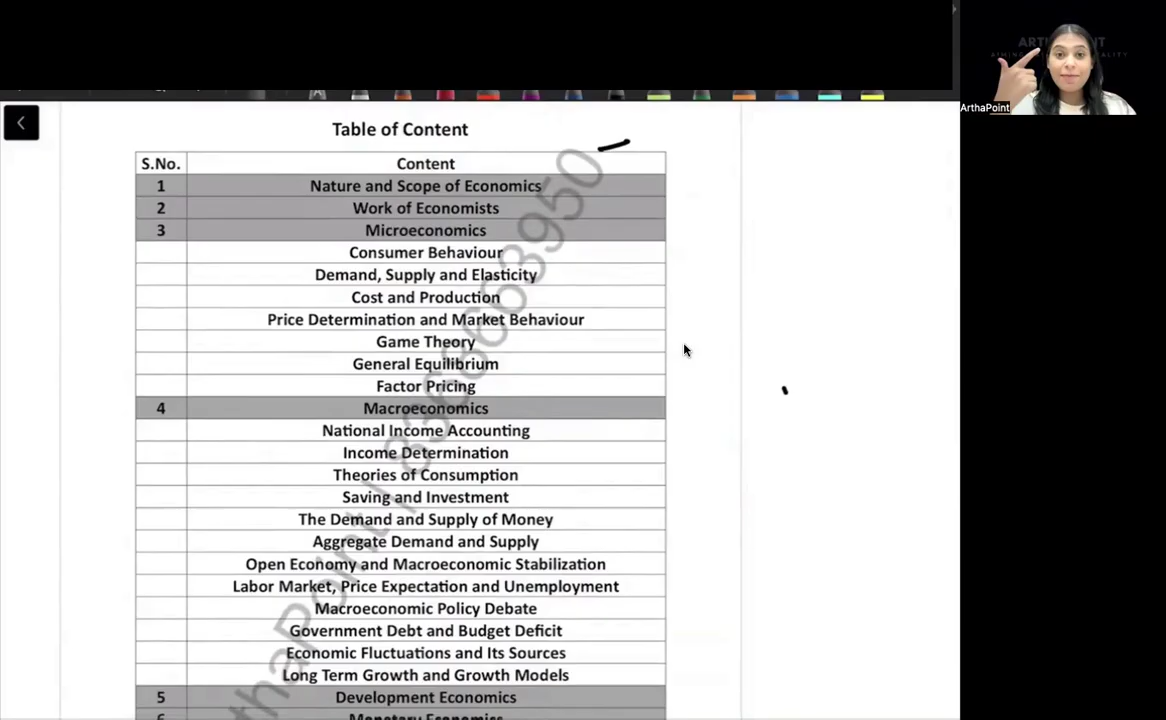 ArthaPoint
Table of Content
S.No. Content
1 Nature and Scope of Economics
2 Work of Economists
3 Microeconomics
Consumer Behaviour
Demand, Supply and Elasticity
Cost and Production
Price Determination and Market Behaviour
Game Theory
General Equilibrium
Factor Pricing
4 Macroeconomics
National Income Accounting
Income Determination
Theories of Consumption
Saving and Investment
The Demand and Supply of Money
Aggregate Demand and Supply
Open Economy and Macroeconomic Stabilization
Labor Market, Price Expectation and Unemployment
Macroeconomic Policy Debate
Government Debt and Budget Deficit
Economic Fluctuations and Its Sources
Long Term Growth and Growth Models
5 Development Economics
6 Monetary Economics